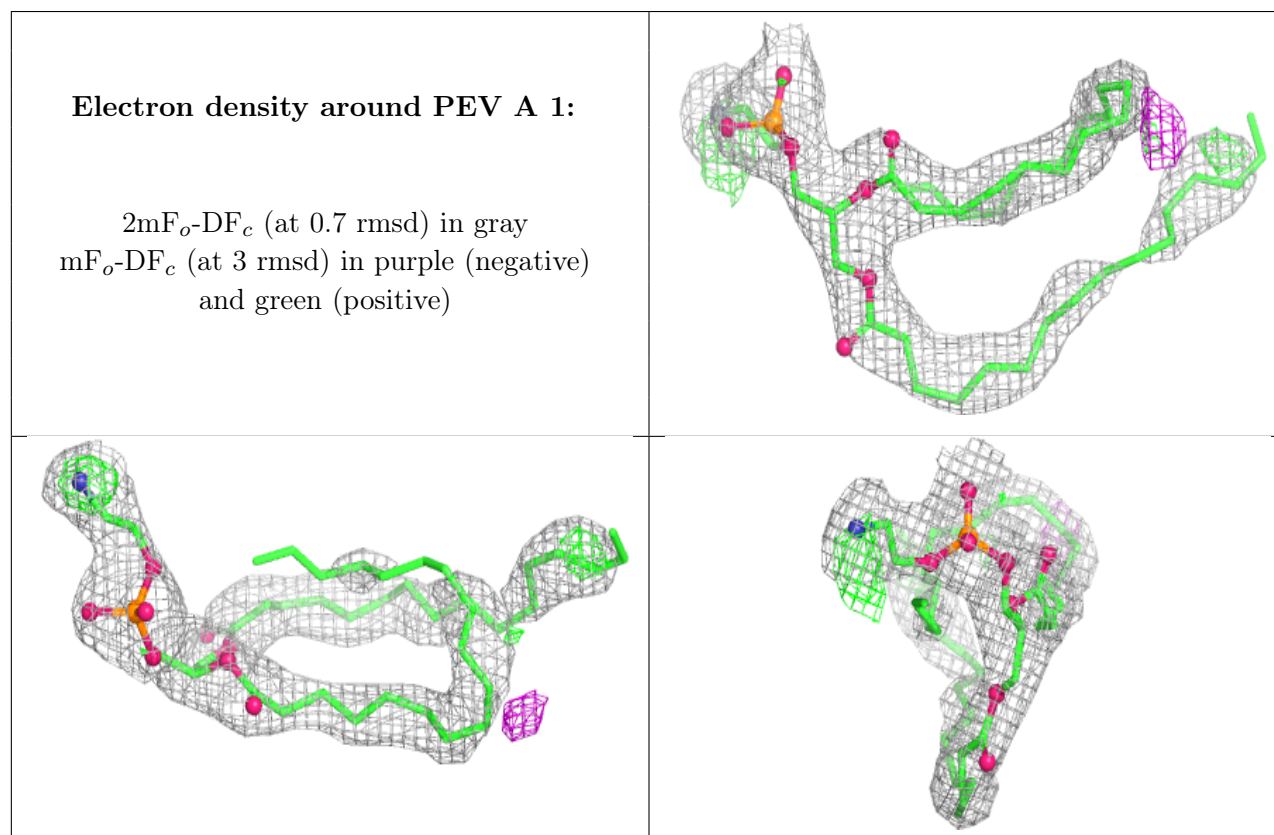 Electron density around PEV A 1:
2mFₒ-DF𝒸 (at 0.7 rmsd) in gray
mFₒ-DF𝒸 (at 3 rmsd) in purple (negative)
and green (positive)